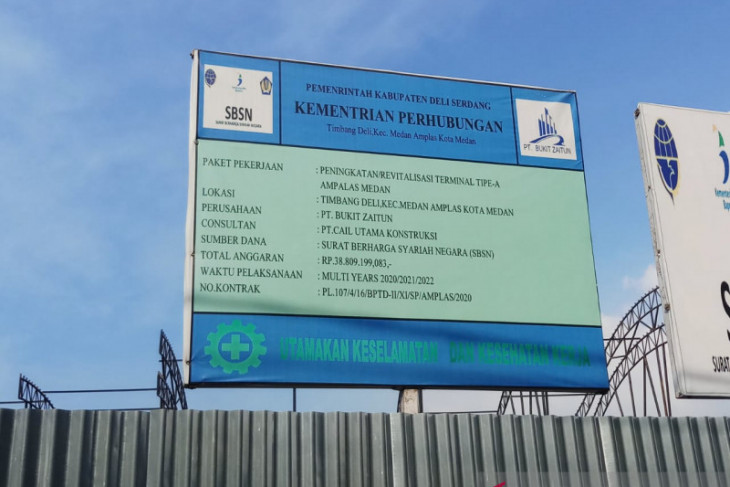 SBSN
PEMENRINTAH KABUPATEN DELI SERDANG
KEMENTRIAN PERHUBUNGAN
Timbang Deli,Kec. Medan Amplas Kota Medan
PT. BUKIT ZAITUN
PAKET PEKERJAAN : PENINGKATAN/REVITALISASI TERMINAL TIPE-A
AMPALAS MEDAN
LOKASI : TIMBANG DELI,KEC.MEDAN AMPLAS KOTA MEDAN
PERUSAHAAN : PT. BUKIT ZAITUN
CONSULTAN : PT.CAIL UTAMA KONSTRUKSI
SUMBER DANA : SURAT BERHARGA SYARIAH NEGARA (SBSN)
TOTAL ANGGARAN : RP.38.809.199,083,-
WAKTU PELAKSANAAN : MULTI YEARS 2020/2021/2022
NO.KONTRAK : PL.107/4/16/BPTD-II/XI/SP/AMPLAS/2020
UTAMAKAN KESELAMATAN DAN KESEHATAN KERJA